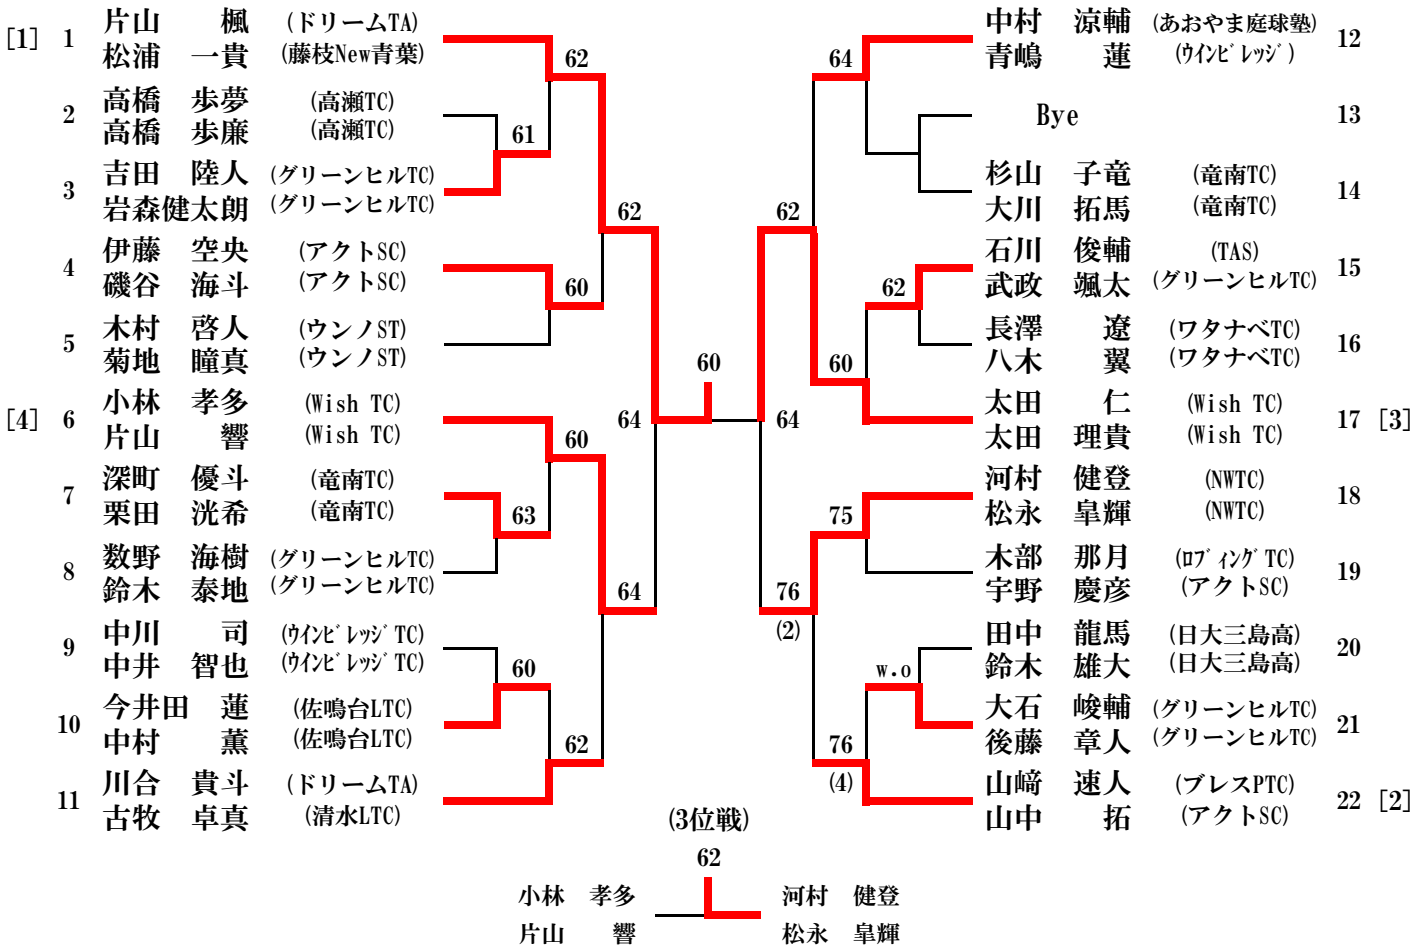 [1] 1 片山 楓 (ドリームTA)
松浦 一貴 (藤枝New青葉)
2 高橋 歩夢 (高瀬TC)
高橋 歩廉 (高瀬TC)
3 吉田 陸人 (グリーンヒルTC)
岩森健太朗 (グリーンヒルTC)
4 伊藤 空央 (アクトSC)
磯谷 海斗 (アクトSC)
5 木村 啓人 (ウンノST)
菊地 瞳真 (ウンノST)
[4] 6 小林 孝多 (Wish TC)
片山 響 (Wish TC)
7 深町 優斗 (竜南TC)
栗田 洸希 (竜南TC)
8 数野 海樹 (グリーンヒルTC)
鈴木 泰地 (グリーンヒルTC)
9 中川 司 (ウインビレッジTC)
中井 智也 (ウインビレッジTC)
10 今井田 蓮 (佐鳴台LTC)
中村 薫 (佐鳴台LTC)
11 川合 貴斗 (ドリームTA)
古牧 卓真 (清水LTC)
62
61
60
60
63
60
62
62
64
64
60
64
62
64
62
60
75
76
(2)
w.o
76
(4)
中村 涼輔 (あおやま庭球塾) 12
青嶋 蓮 (ウインビレッジ)
Bye 13
杉山 子竜 (竜南TC) 14
大川 拓馬 (竜南TC)
石川 俊輔 (TAS) 15
武政 颯太 (グリーンヒルTC)
長澤 遼 (ワタナベTC) 16
八木 翼 (ワタナベTC)
太田 仁 (Wish TC) 17 [3]
太田 理貴 (Wish TC)
河村 健登 (NWTC) 18
松永 皐輝 (NWTC)
木部 那月 (ロブィングTC) 19
宇野 慶彦 (アクトSC)
田中 龍馬 (日大三島高) 20
鈴木 雄大 (日大三島高)
大石 峻輔 (グリーンヒルTC) 21
後藤 章人 (グリーンヒルTC)
山﨑 速人 (ブレスPTC) 22 [2]
山中 拓 (アクトSC)
(3位戦)
62
小林 孝多 河村 健登
片山 響 松永 皐輝